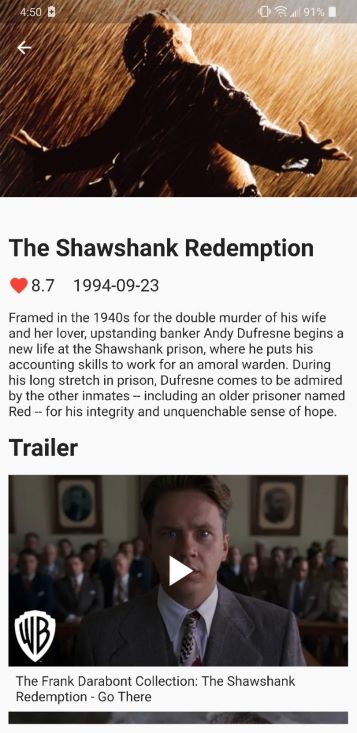 4:50
91%
The Shawshank Redemption
8.7 1994-09-23
Framed in the 1940s for the double murder of his wife
and her lover, upstanding banker Andy Dufresne begins a
new life at the Shawshank prison, where he puts his
accounting skills to work for an amoral warden. During
his long stretch in prison, Dufresne comes to be admired
by the other inmates -- including an older prisoner named
Red -- for his integrity and unquenchable sense of hope.
Trailer
WB
The Frank Darabont Collection: The Shawshank
Redemption - Go There